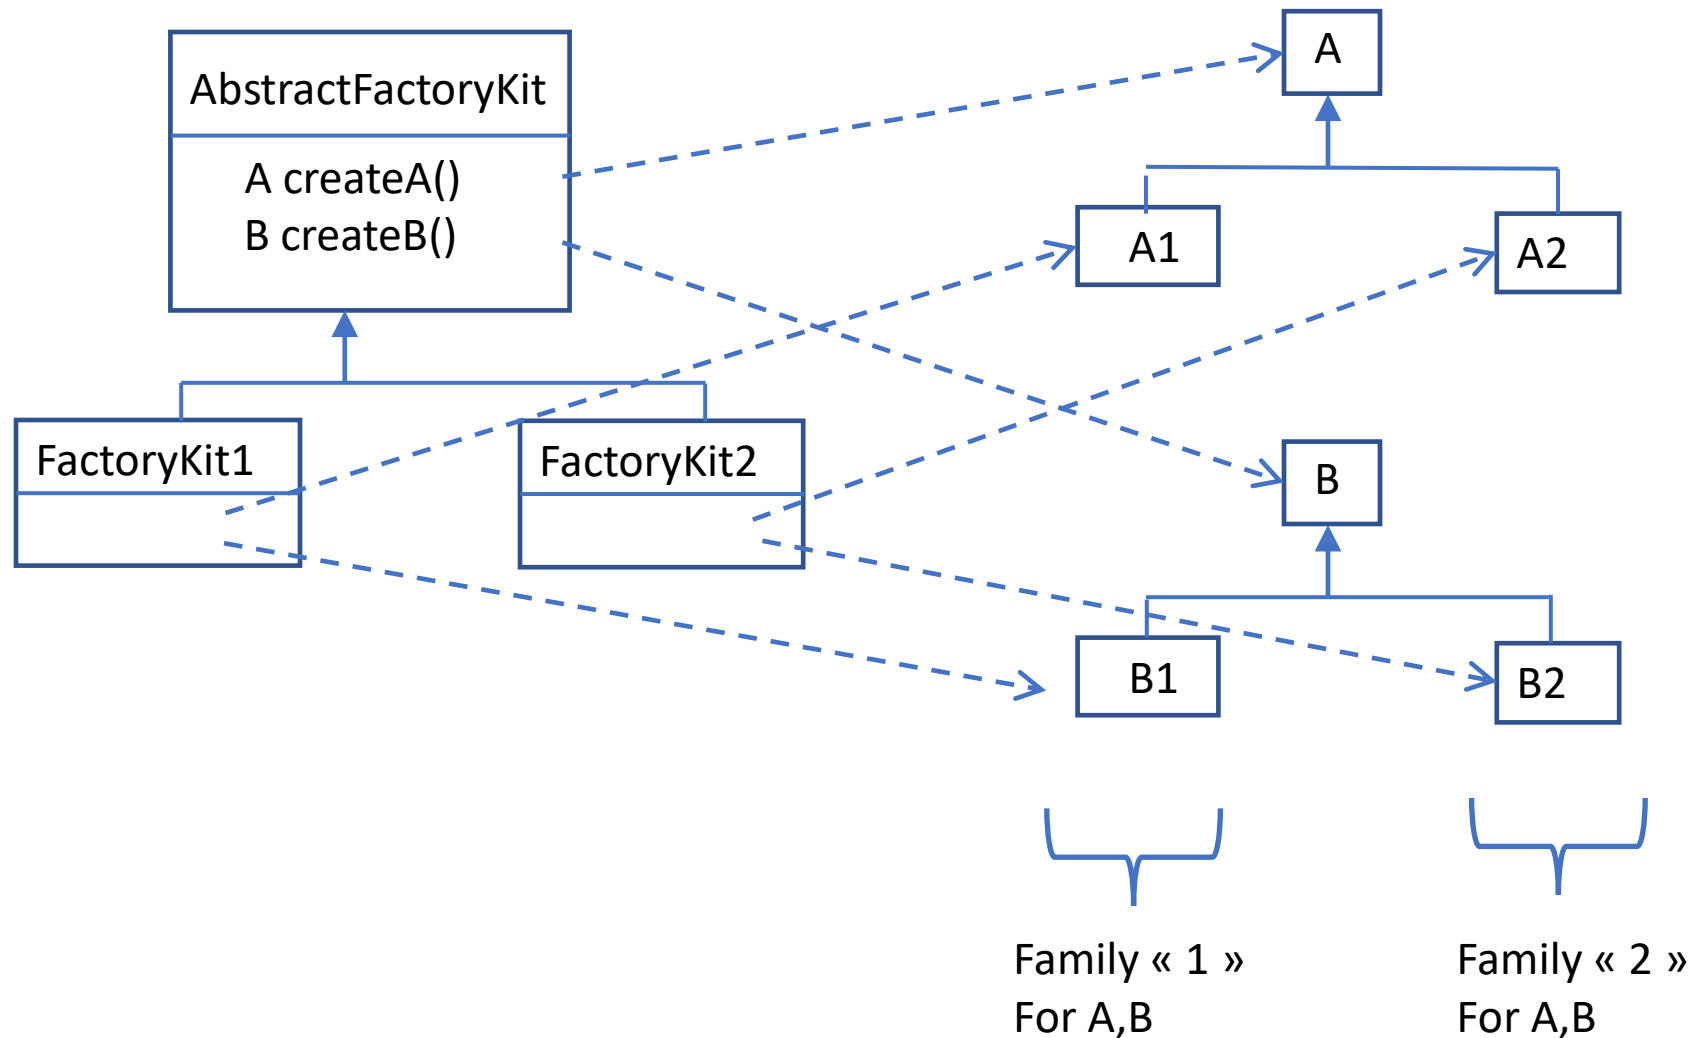 AbstractFactoryKit
A createA()
B createB()
FactoryKit1
FactoryKit2
A
A1
A2
B
B1
B2
Family « 1 »
For A,B
Family « 2 »
For A,B